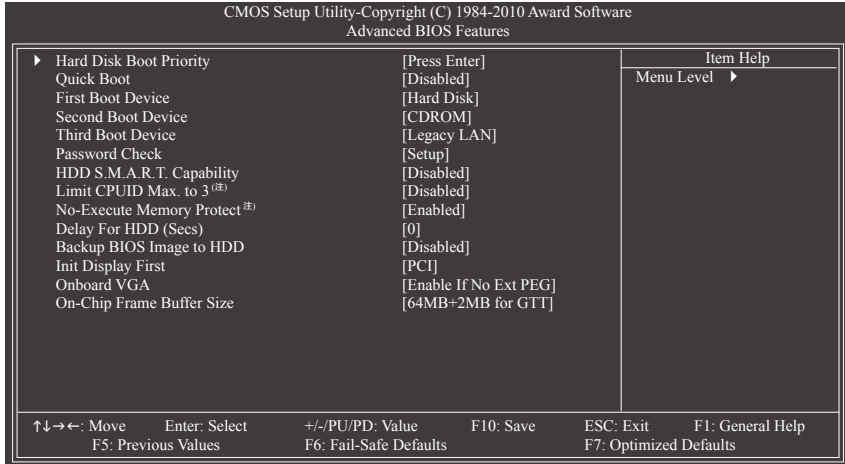 CMOS Setup Utility-Copyright (C) 1984-2010 Award Software
Advanced BIOS Features
▶ Hard Disk Boot Priority [Press Enter]
Quick Boot [Disabled]
First Boot Device [Hard Disk]
Second Boot Device [CDROM]
Third Boot Device [Legacy LAN]
Password Check [Setup]
HDD S.M.A.R.T. Capability [Disabled]
Limit CPUID Max. to 3 (注) [Disabled]
No-Execute Memory Protect 注) [Enabled]
Delay For HDD (Secs) [0]
Backup BIOS Image to HDD [Disabled]
Init Display First [PCI]
Onboard VGA [Enable If No Ext PEG]
On-Chip Frame Buffer Size [64MB+2MB for GTT]
Item Help
Menu Level ▶
↑↓→←: Move Enter: Select +/-/PU/PD: Value F10: Save ESC: Exit F1: General Help
F5: Previous Values F6: Fail-Safe Defaults F7: Optimized Defaults